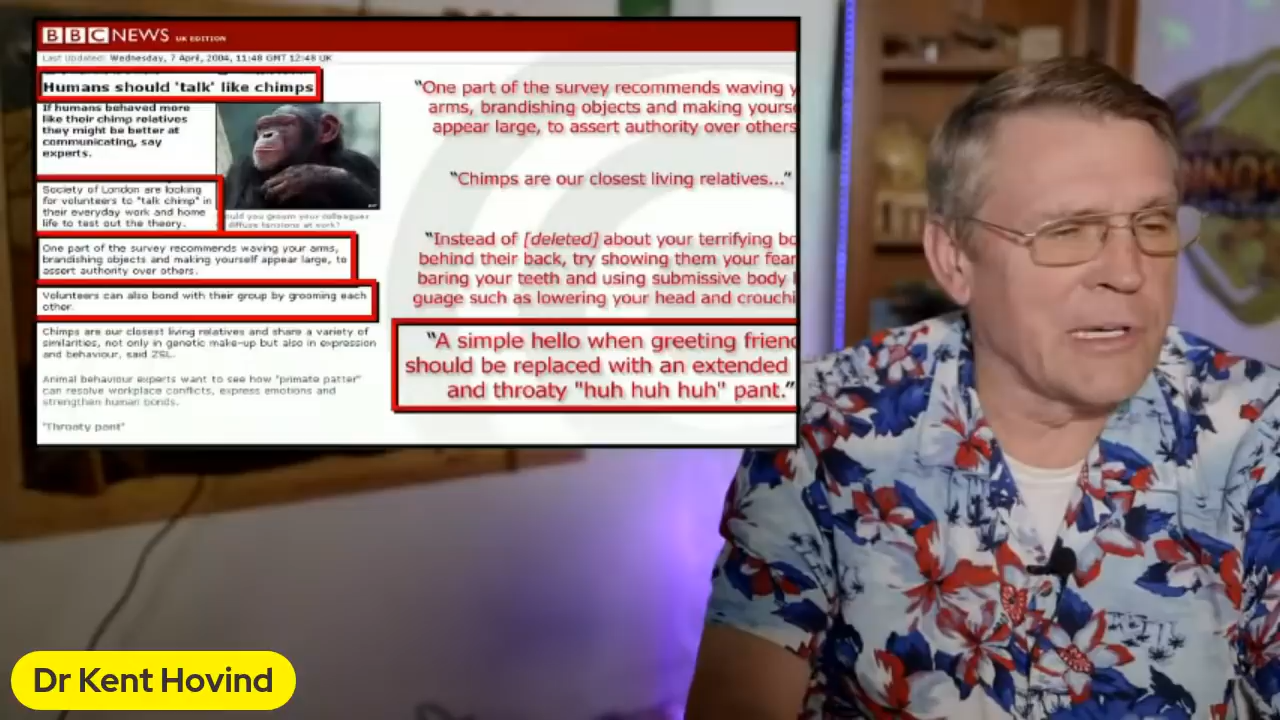 BBC NEWS UK EDITION
Last Updated: Wednesday, 7 April, 2004, 11:48 GMT 12:48 UK
Humans should 'talk' like chimps
If humans behaved more
like their chimp relatives
they might be better at
communicating, say
experts.
Society of London are looking
for volunteers to "talk chimp" in
their everyday work and home
life to test out the theory.
ould you groom your colleagues
diffuse tensions at work?
One part of the survey recommends waving your arms,
brandishing objects and making yourself appear large, to
assert authority over others.
Volunteers can also bond with their group by grooming each
other.
Chimps are our closest living relatives and share a variety of
similarities, not only in genetic make-up but also in expression
and behaviour, said ZSL.
Animal behaviour experts want to see how "primate patter"
can resolve workplace conflicts, express emotions and
strengthen human bonds.
"Throaty pant"
"One part of the survey recommends waving y
arms, brandishing objects and making yourse
appear large, to assert authority over others
"Chimps are our closest living relatives..."
"Instead of [deleted] about your terrifying bo
behind their back, try showing them your fear
baring your teeth and using submissive body l
guage such as lowering your head and crouchi
"A simple hello when greeting friend
should be replaced with an extended
and throaty "huh huh huh" pant."
Dr Kent Hovind